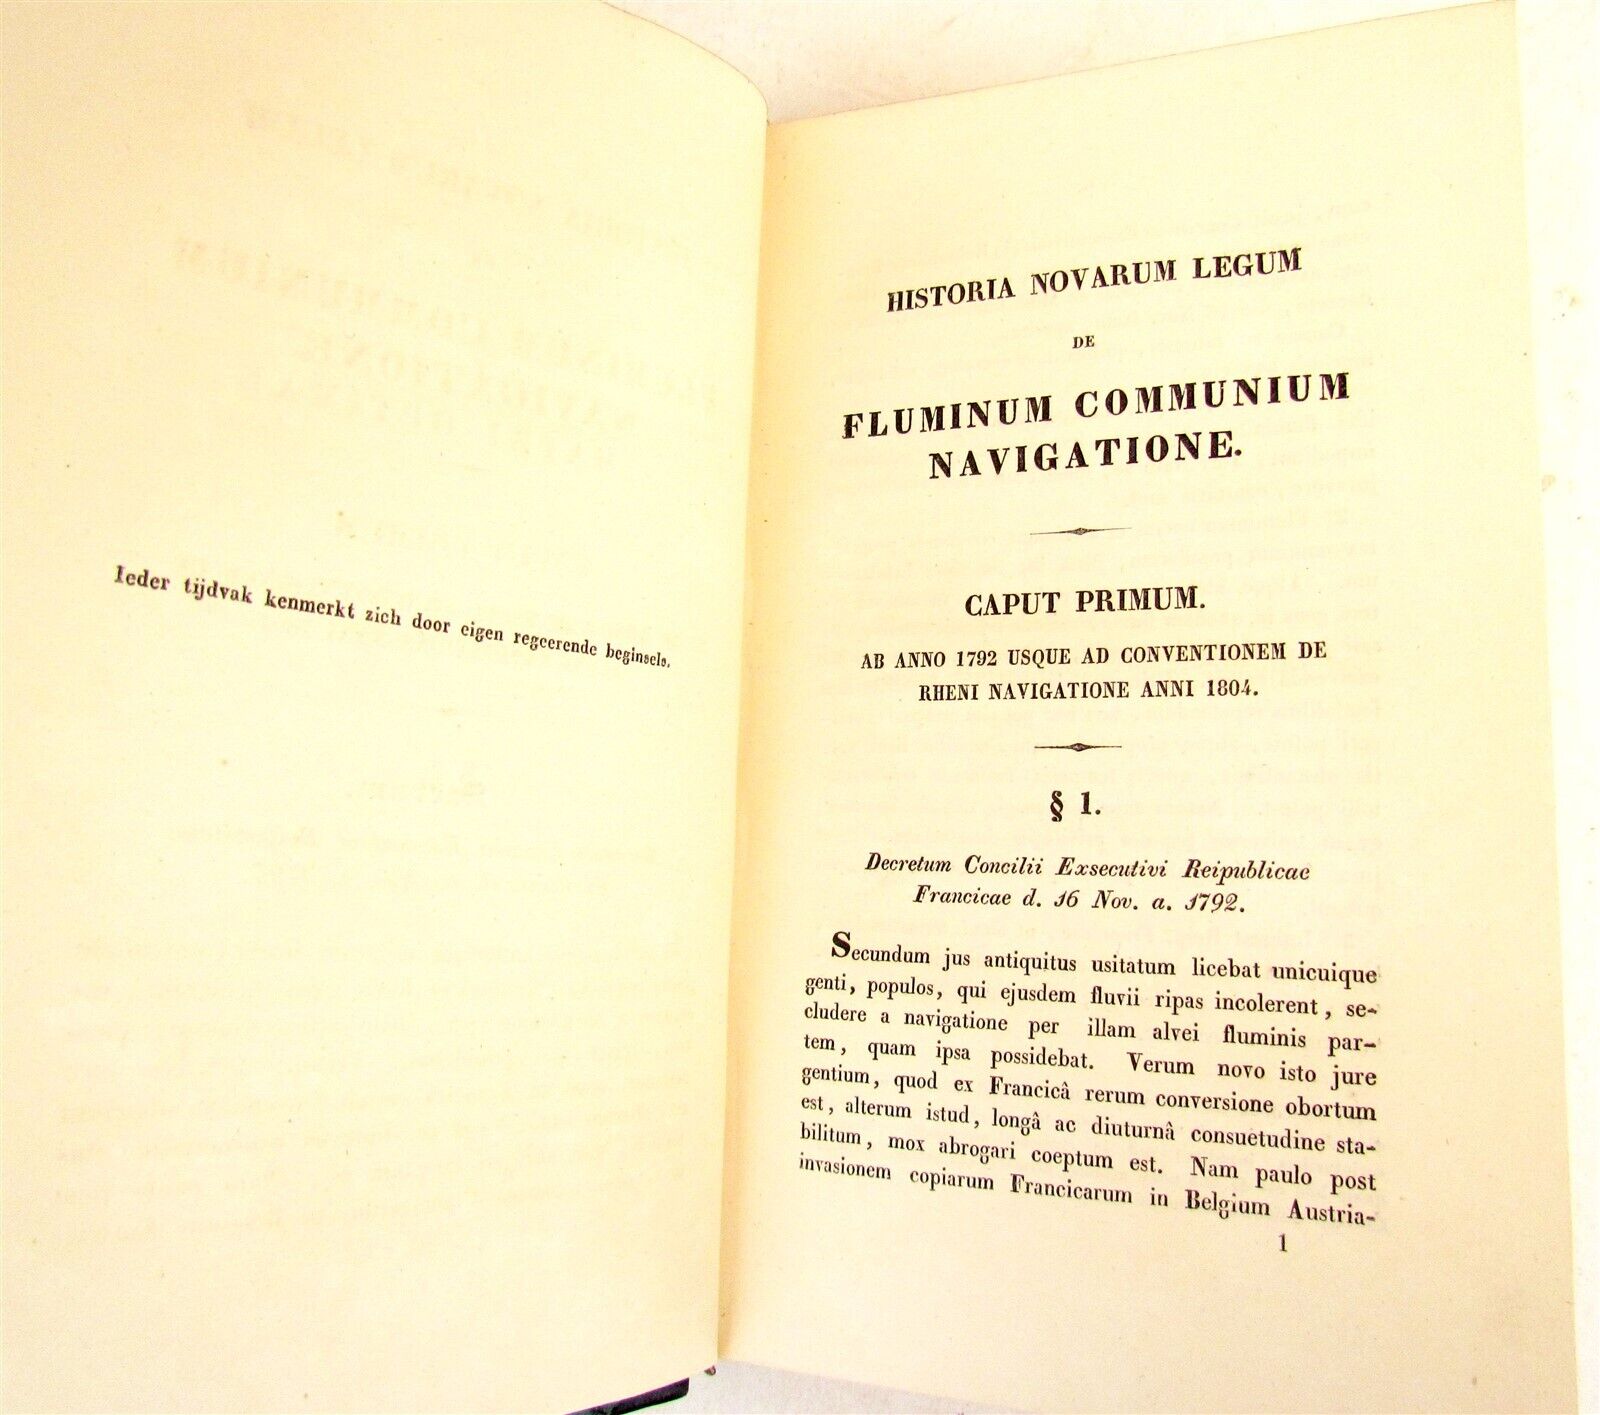 Ieder tijdvak kenmerkt zich door eigen regeerende beginsels.
HISTORIA NOVARUM LEGUM
DE
FLUMINUM COMMUNIUM
NAVIGATIONE.
CAPUT PRIMUM.
AB ANNO 1792 USQUE AD CONVENTIONEM DE
RHENI NAVIGATIONE ANNI 1804.
§ 1.
Decretum Concilii Exsecutivi Reipublicae
Francicae d. 16 Nov. a. 1792.
Secundum jus antiquitus usitatum licebat unicuique
genti, populos, qui ejusdem fluvii ripas incolerent, se-
cludere a navigatione per illam alvei fluminis par-
tem, quam ipsa possidebat. Verum novo isto jure
gentium, quod ex Francicâ rerum conversione obortum
est, alterum istud, longâ ac diuturnâ consuetudine sta-
bilitum, mox abrogari coeptum est. Nam paulo post
invasionem copiarum Francicarum in Belgium Austria-
1